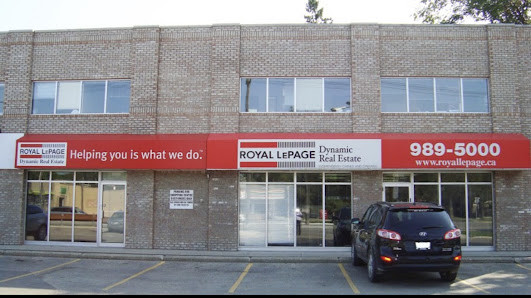 ROYAL LEPAGE
Dynamic Real Estate
Helping you is what we do.
ROYAL LEPAGE
Dynamic
Real Estate
989-5000
www.royallepage.ca